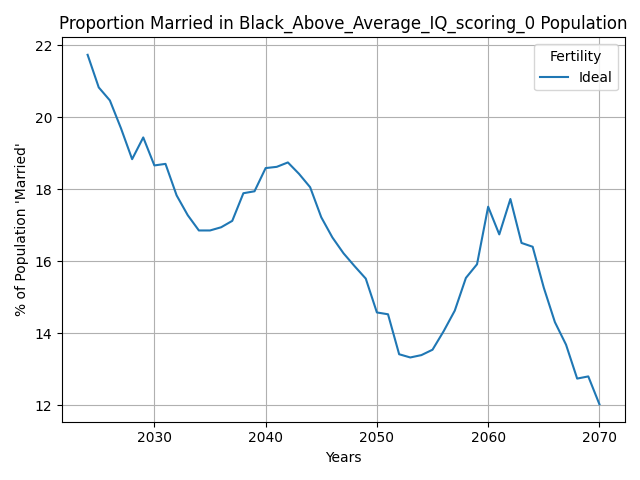 Proportion Married in Black_Above_Average_IQ_scoring_0 Population
Fertility
Ideal
% of Population 'Married'
22
20
18
16
14
12
2030
2040
2050
2060
2070
Years